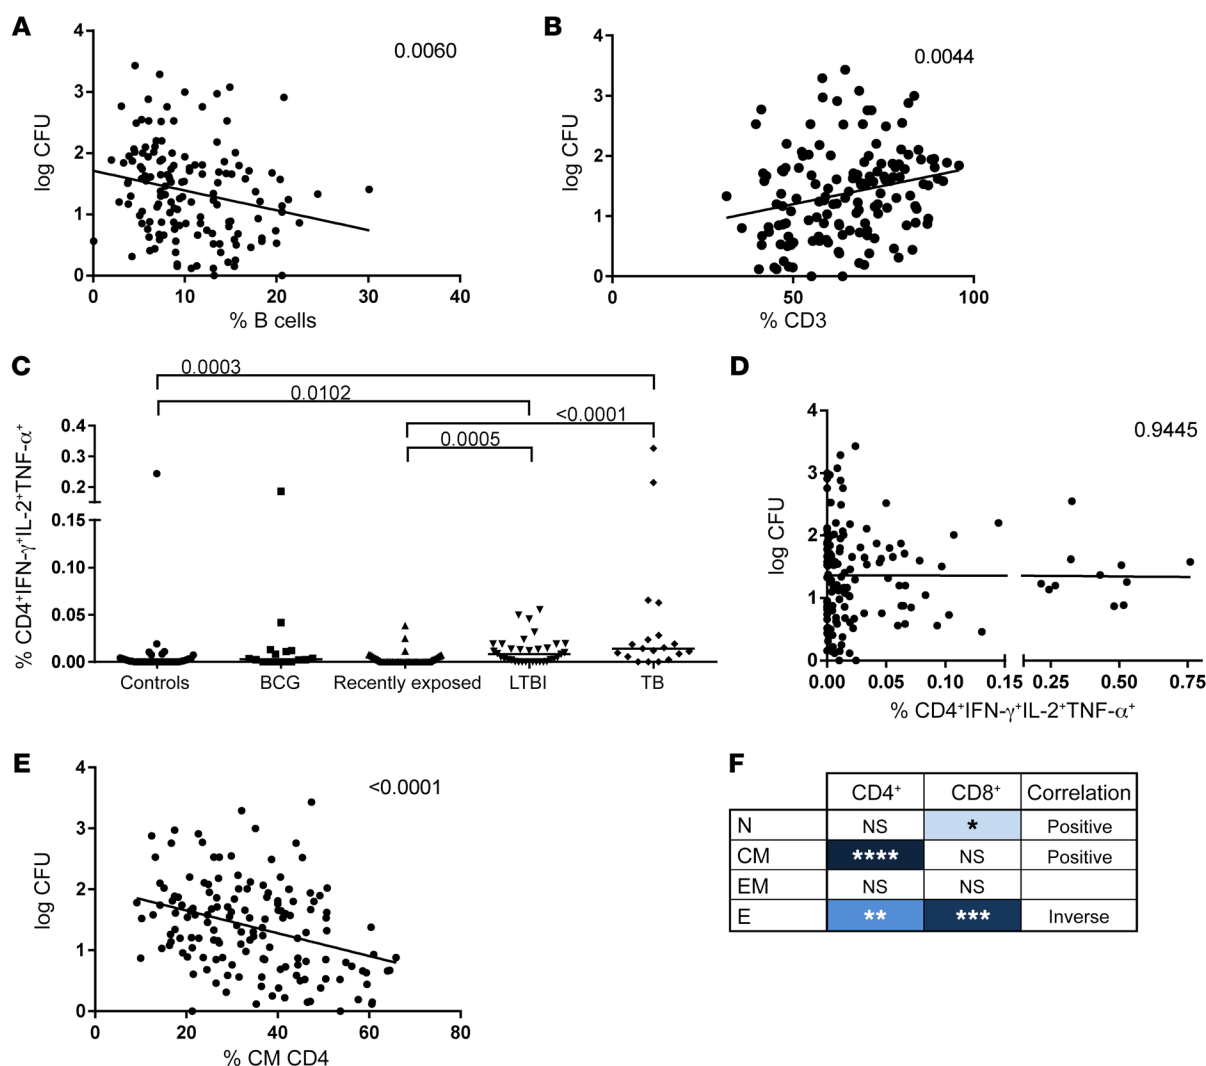 A
0.0060
log CFU
4
3
2
1
0
0 10 20 30 40
% B cells
B
0.0044
log CFU
4
3
2
1
0
0 50 100
% CD3
C
0.0003
0.0102
<0.0001
0.0005
% CD4⁺IFN-γ⁺IL-2⁺TNF-α⁺
0.4
0.3
0.2
0.15
0.10
0.05
0.00
Controls BCG Recently exposed LTBI TB
D
0.9445
log CFU
4
3
2
1
0
0.00 0.05 0.10 0.15 0.25 0.50 0.75
% CD4⁺IFN-γ⁺IL-2⁺TNF-α⁺
E
<0.0001
log CFU
4
3
2
1
0
0 20 40 60 80
% CM CD4
F
CD4⁺ CD8⁺ Correlation
N NS * Positive
CM **** NS Positive
EM NS NS
E ** *** Inverse